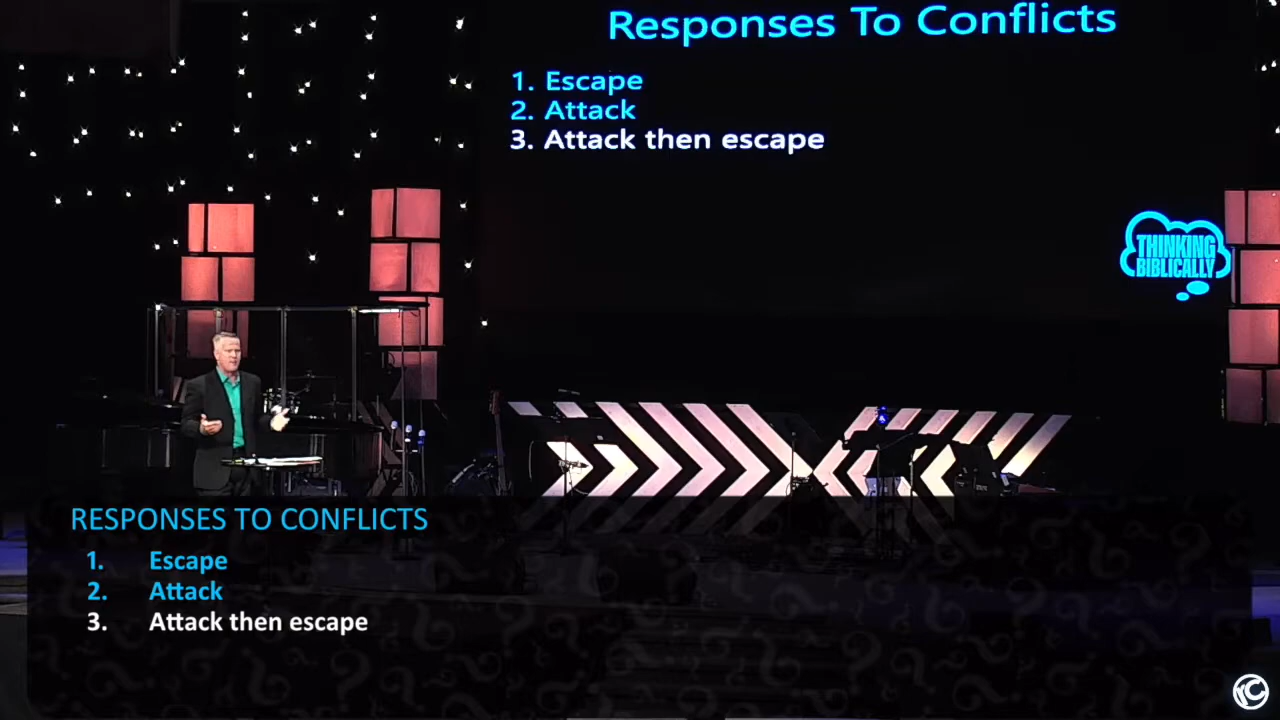 Responses To Conflicts
1. Escape
2. Attack
3. Attack then escape
THINKING
BIBLICALLY
RESPONSES TO CONFLICTS
1. Escape
2. Attack
3. Attack then escape